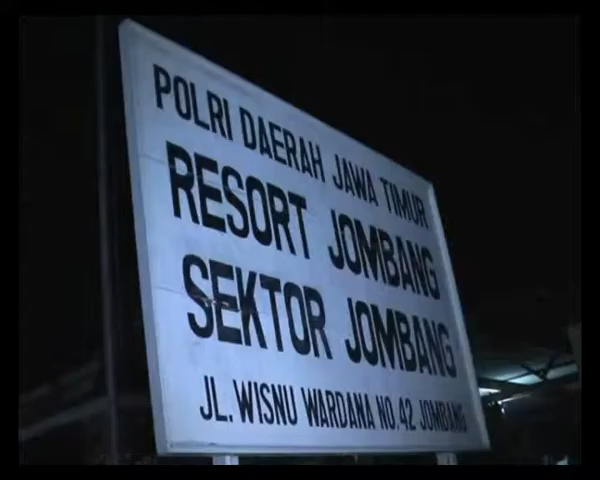 POLRI DAERAH JAWA TIMUR
RESORT JOMBANG
SEKTOR JOMBANG
JL. WISNU WARDANA NO. 42 JOMBANG